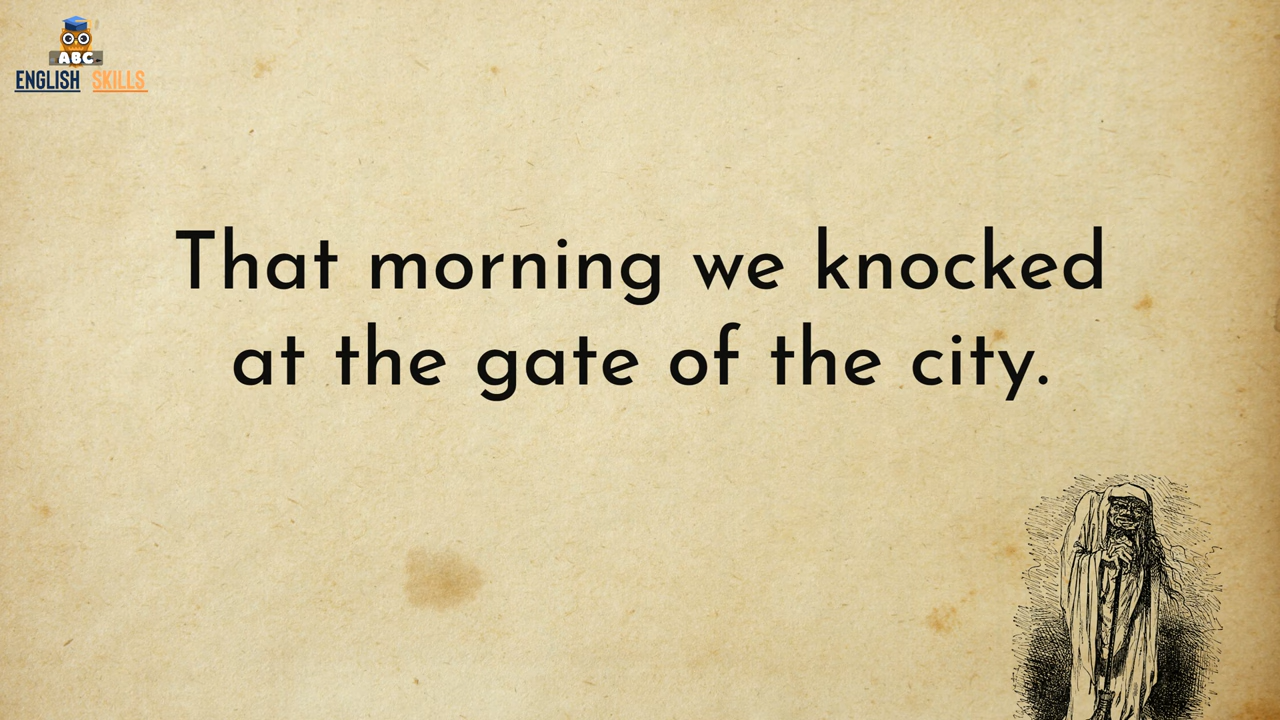 ABC
ENGLISH SKILLS
That morning we knocked
at the gate of the city.